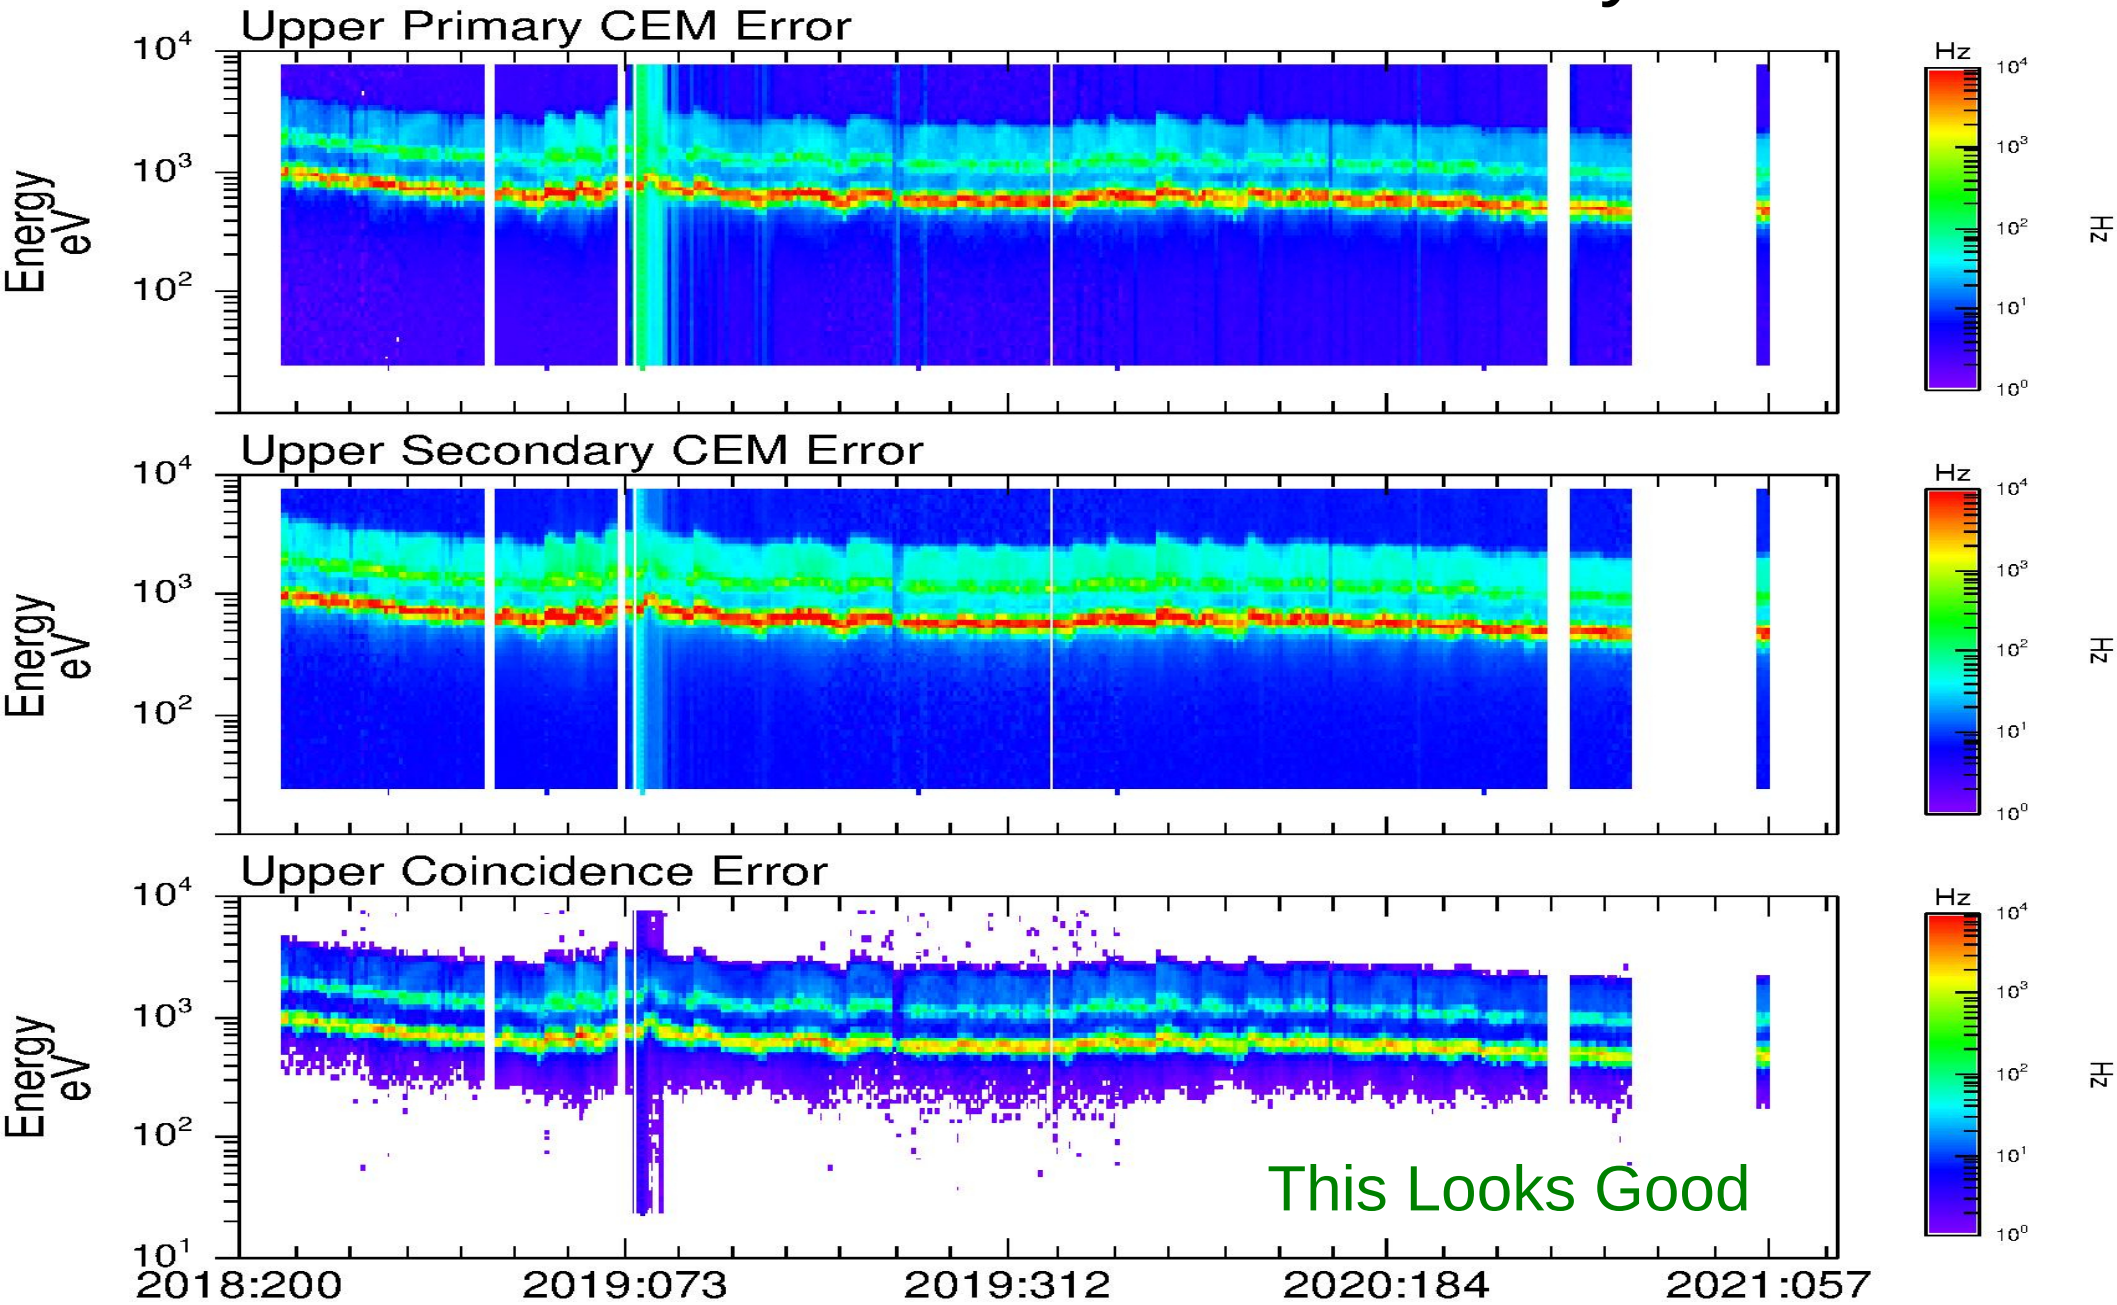 Upper Primary CEM Error
10⁴
10³
10²
Energy
eV
Hz
10⁴
10³
10²
10¹
10⁰
Hz
Upper Secondary CEM Error
10⁴
10³
10²
Energy
eV
Hz
10⁴
10³
10²
10¹
10⁰
Hz
Upper Coincidence Error
10⁴
10³
10²
10¹
Energy
eV
Hz
10⁴
10³
10²
10¹
10⁰
Hz
This Looks Good
2018:200 2019:073 2019:312 2020:184 2021:057